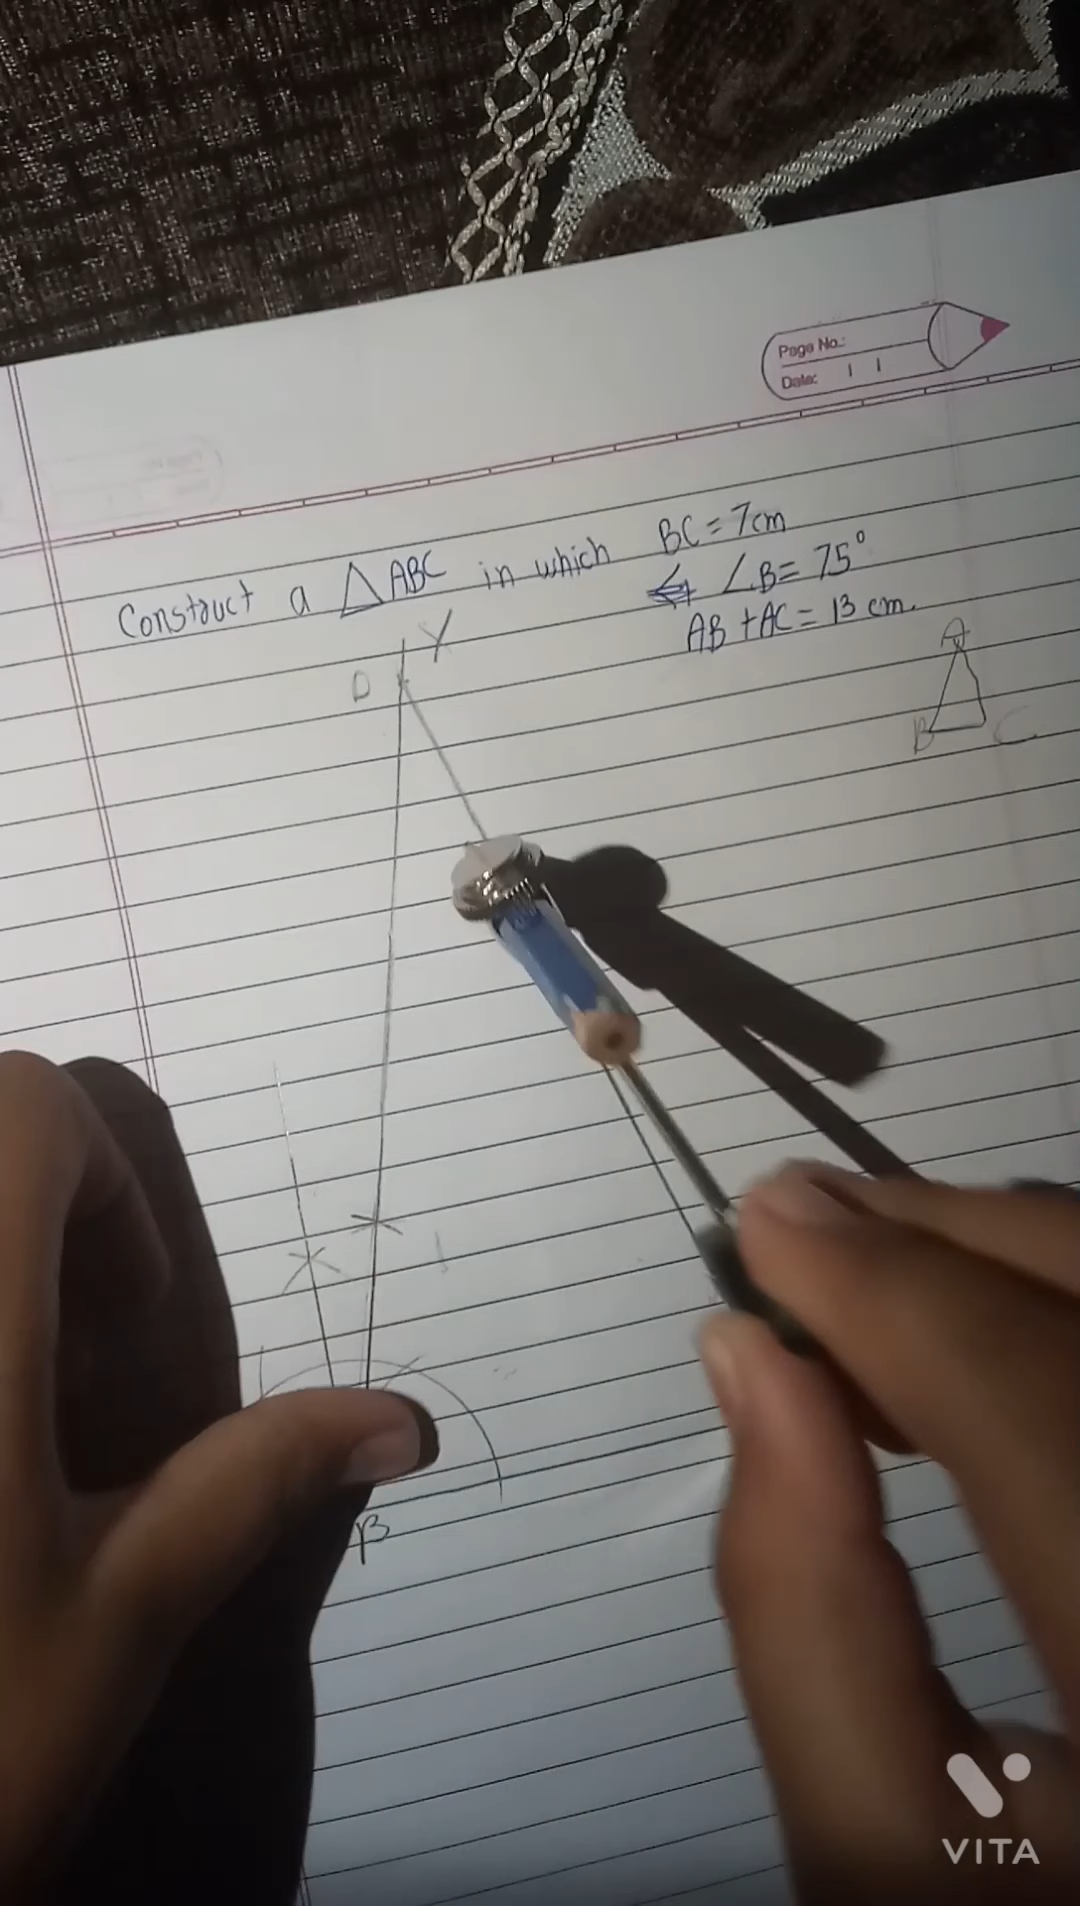 Page No.:
Date:
Construct a △ABC in which BC = 7cm
∠B = 75°
AB + AC = 13 cm.
Y
D
A
B C
B
VITA